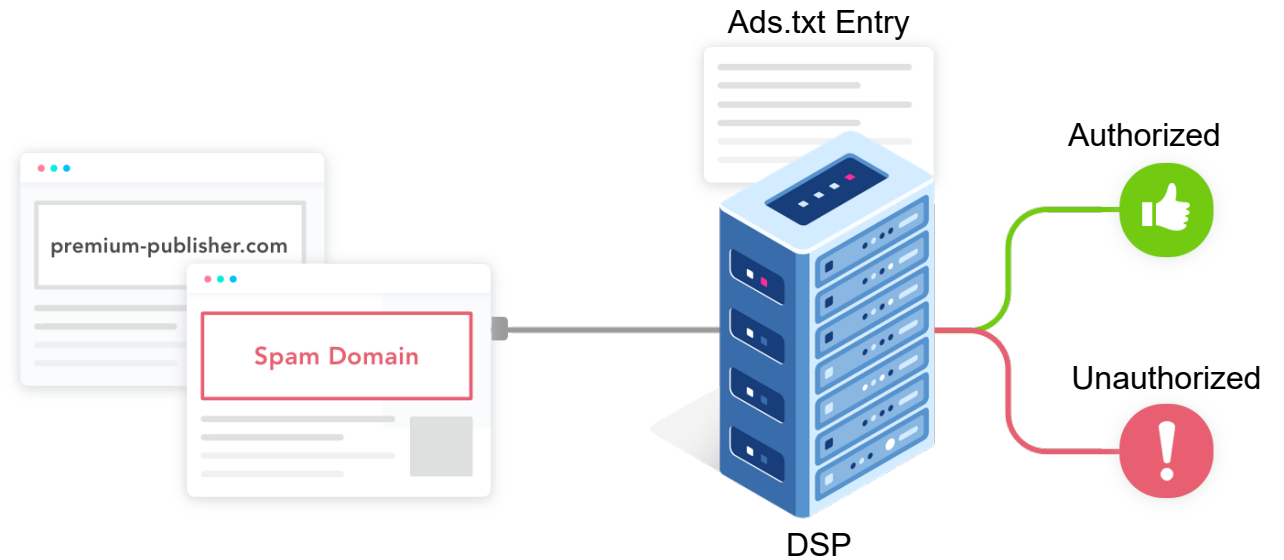 Ads.txt Entry
premium-publisher.com
Spam Domain
Authorized
Unauthorized
DSP